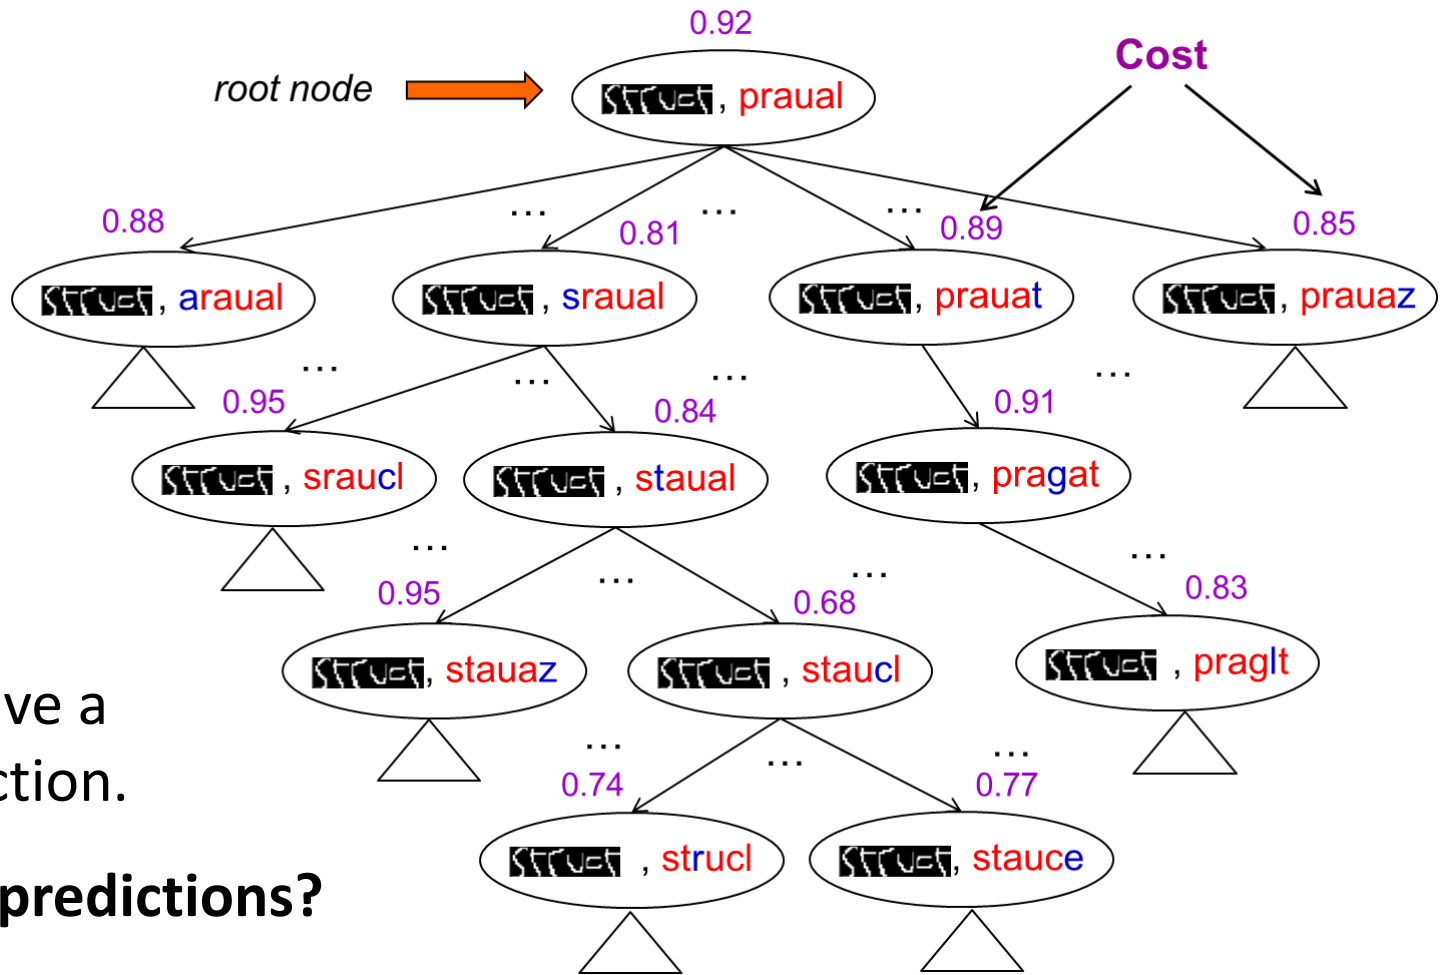 0.92
Cost
root node
Struct, praual
... ... ...
0.88 0.81 0.89 0.85
Struct, araual
Struct, sraual
Struct, prauat
Struct, prauaz
... ... ... ...
0.95 0.84 0.91
Struct, sraucl
Struct, staual
Struct, pragat
... ... ... ...
0.95 0.68 0.83
Struct, stauaz
Struct, staucl
Struct, praglt
ve a
... ... ...
ction.
0.74 0.77
Struct, strucl
Struct, stauce
predictions?